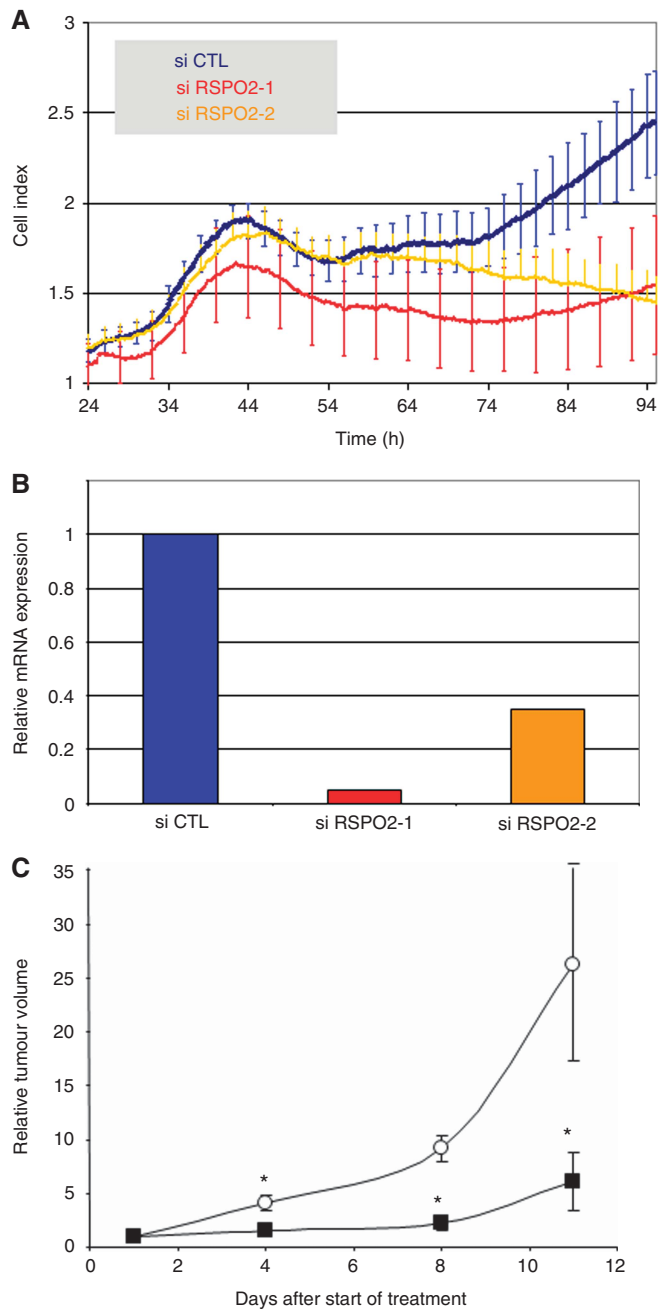 A
3
2.5
2
1.5
1
Cell index
si CTL
si RSPO2-1
si RSPO2-2
24 34 44 54 64 74 84 94
Time (h)
B
1
0.8
0.6
0.4
0.2
0
Relative mRNA expression
si CTL si RSPO2-1 si RSPO2-2
C
35
30
25
20
15
10
5
0
Relative tumour volume
*
*
*
0 2 4 6 8 10 12
Days after start of treatment